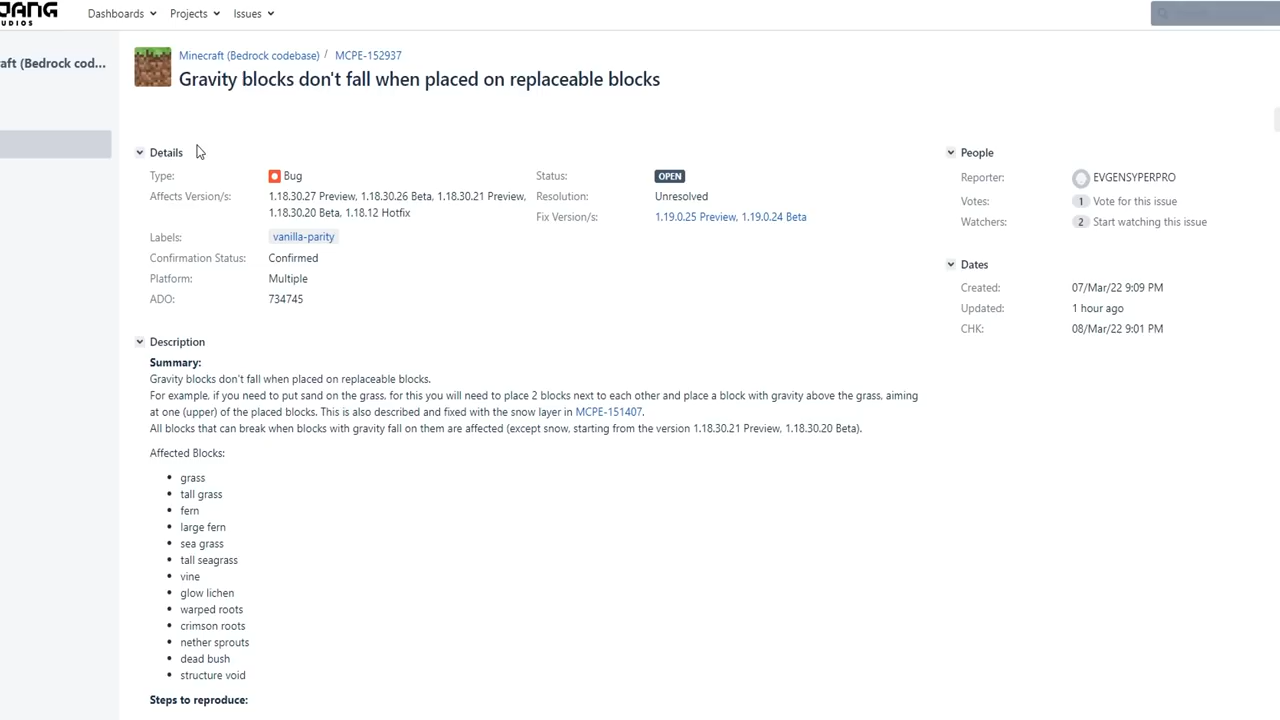 JANG
UDIOS
Dashboards Projects Issues
aft (Bedrock cod...
Minecraft (Bedrock codebase) / MCPE-152937
Gravity blocks don't fall when placed on replaceable blocks
Details
Type: Bug
Status: OPEN
Affects Version/s: 1.18.30.27 Preview, 1.18.30.26 Beta, 1.18.30.21 Preview,
1.18.30.20 Beta, 1.18.12 Hotfix
Resolution: Unresolved
Fix Version/s: 1.19.0.25 Preview, 1.19.0.24 Beta
Labels: vanilla-parity
Confirmation Status: Confirmed
Platform: Multiple
ADO: 734745
People
Reporter: EVGENSYPERPRO
Votes: 1 Vote for this issue
Watchers: 2 Start watching this issue
Dates
Created: 07/Mar/22 9:09 PM
Updated: 1 hour ago
CHK: 08/Mar/22 9:01 PM
Description
Summary:
Gravity blocks don't fall when placed on replaceable blocks.
For example, if you need to put sand on the grass, for this you will need to place 2 blocks next to each other and place a block with gravity above the grass, aiming
at one (upper) of the placed blocks. This is also described and fixed with the snow layer in MCPE-151407.
All blocks that can break when blocks with gravity fall on them are affected (except snow, starting from the version 1.18.30.21 Preview, 1.18.30.20 Beta).
Affected Blocks:
• grass
• tall grass
• fern
• large fern
• sea grass
• tall seagrass
• vine
• glow lichen
• warped roots
• crimson roots
• nether sprouts
• dead bush
• structure void
Steps to reproduce: